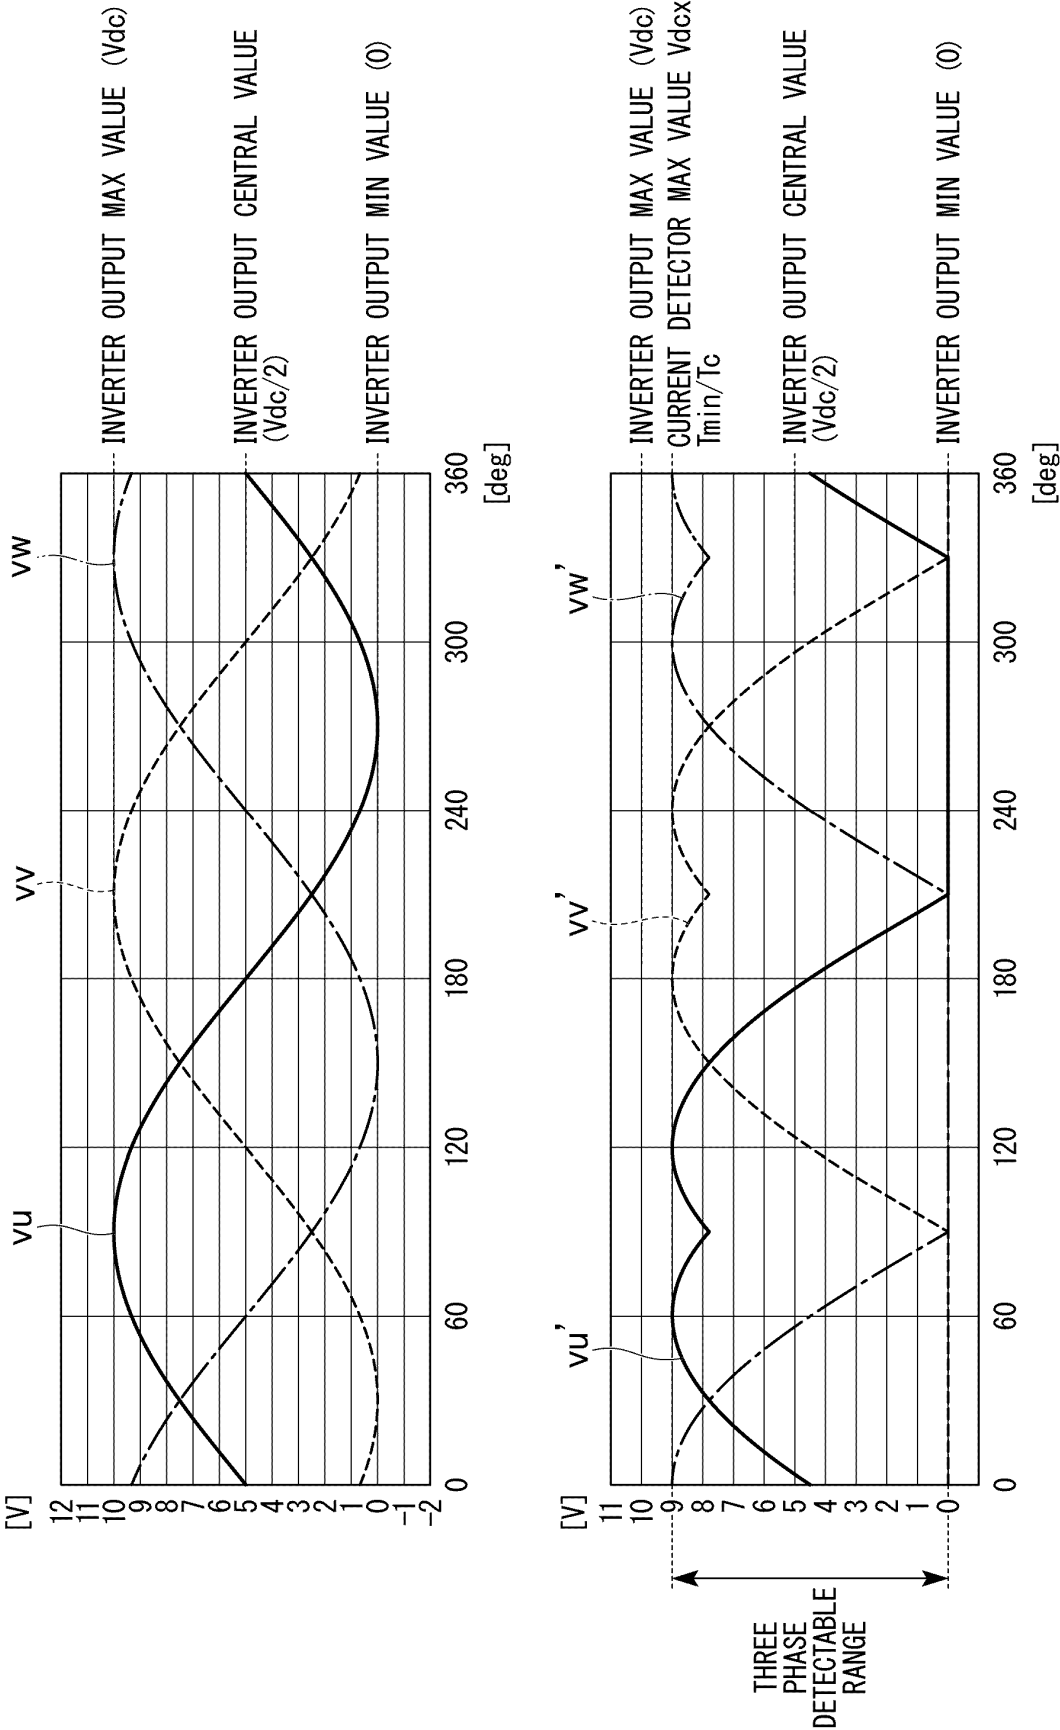 [V]
vu
vv
vw
12
11
10
9
8
7
6
5
4
3
2
1
0
-1
-2
0
60
120
180
240
300
360
[deg]
INVERTER OUTPUT MAX VALUE (Vdc)
INVERTER OUTPUT CENTRAL VALUE
(Vdc/2)
INVERTER OUTPUT MIN VALUE (0)
[V]
vu'
vv'
vw'
11
10
9
8
7
6
5
4
3
2
1
0
0
60
120
180
240
300
360
[deg]
THREE
PHASE
DETECTABLE
RANGE
INVERTER OUTPUT MAX VALUE (Vdc)
CURRENT DETECTOR MAX VALUE Vdcx
Tmin/Tc
INVERTER OUTPUT CENTRAL VALUE
(Vdc/2)
INVERTER OUTPUT MIN VALUE (0)